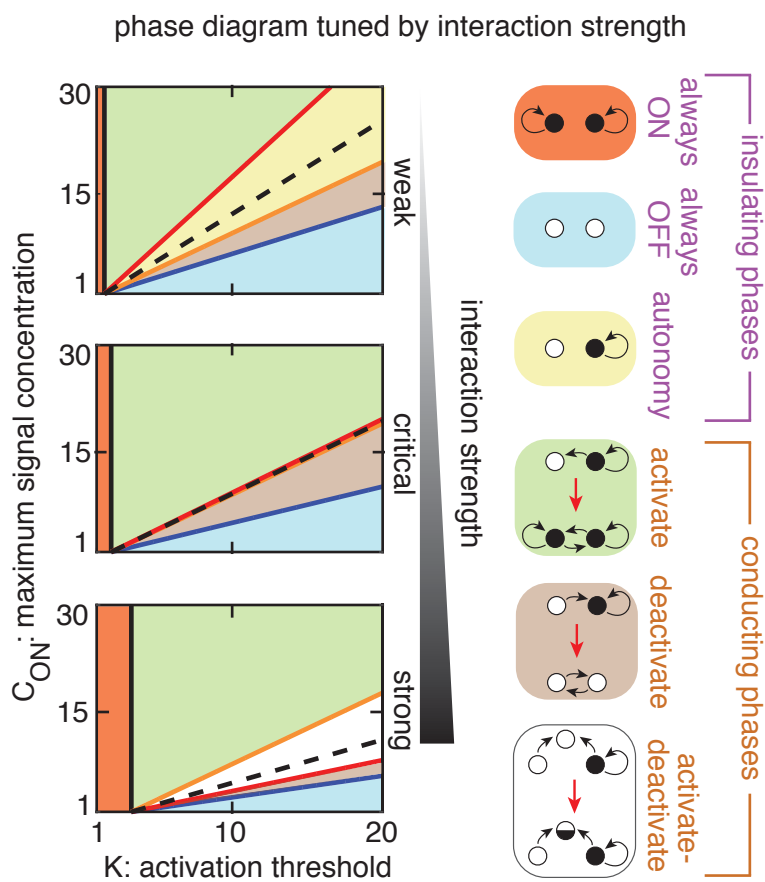 phase diagram tuned by interaction strength
C_ON: maximum signal concentration
30
15
1
weak
30
15
1
critical
30
15
1
strong
1
10
20
K: activation threshold
interaction strength
always
ON
always
OFF
autonomy
activate
deactivate
activate-
deactivate
insulating phases
conducting phases